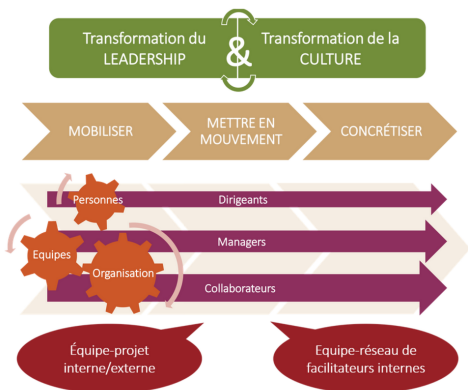 Transformation du
LEADERSHIP
&
Transformation de la
CULTURE
MOBILISER
METTRE EN
MOUVEMENT
CONCRÉTISER
Personnes
Dirigeants
Equipes
Managers
Organisation
Collaborateurs
Équipe-projet
interne/externe
Equipe-réseau de
facilitateurs internes